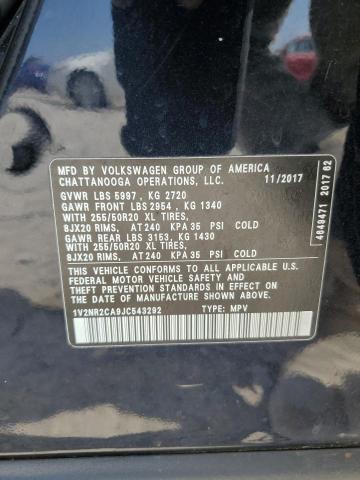 MFD. BY VOLKSWAGEN GROUP OF AMERICA
CHATTANOOGA OPERATIONS, LLC. 11/2017
GVWR LBS 5997 , KG 2720
GAWR FRONT LBS 2954 , KG 1340
WITH 255/50R20 XL TIRES,
8JX20 RIMS, AT 240 KPA 35 PSI COLD
GAWR REAR LBS 3153, KG 1430
WITH 255/50R20 XL TIRES,
8JX20 RIMS, AT 240 KPA 35 PSI COLD
THIS VEHICLE CONFORMS TO ALL APPLICABLE U.S.
FEDERAL MOTOR VEHICLE SAFETY AND
THEFT PREVENTION STANDARDS IN EFFECT ON
THE DATE OF MANUFACTURE SHOWN ABOVE.
1V2NR2CA9JC543292 TYPE: MPV
4649471 2017 62